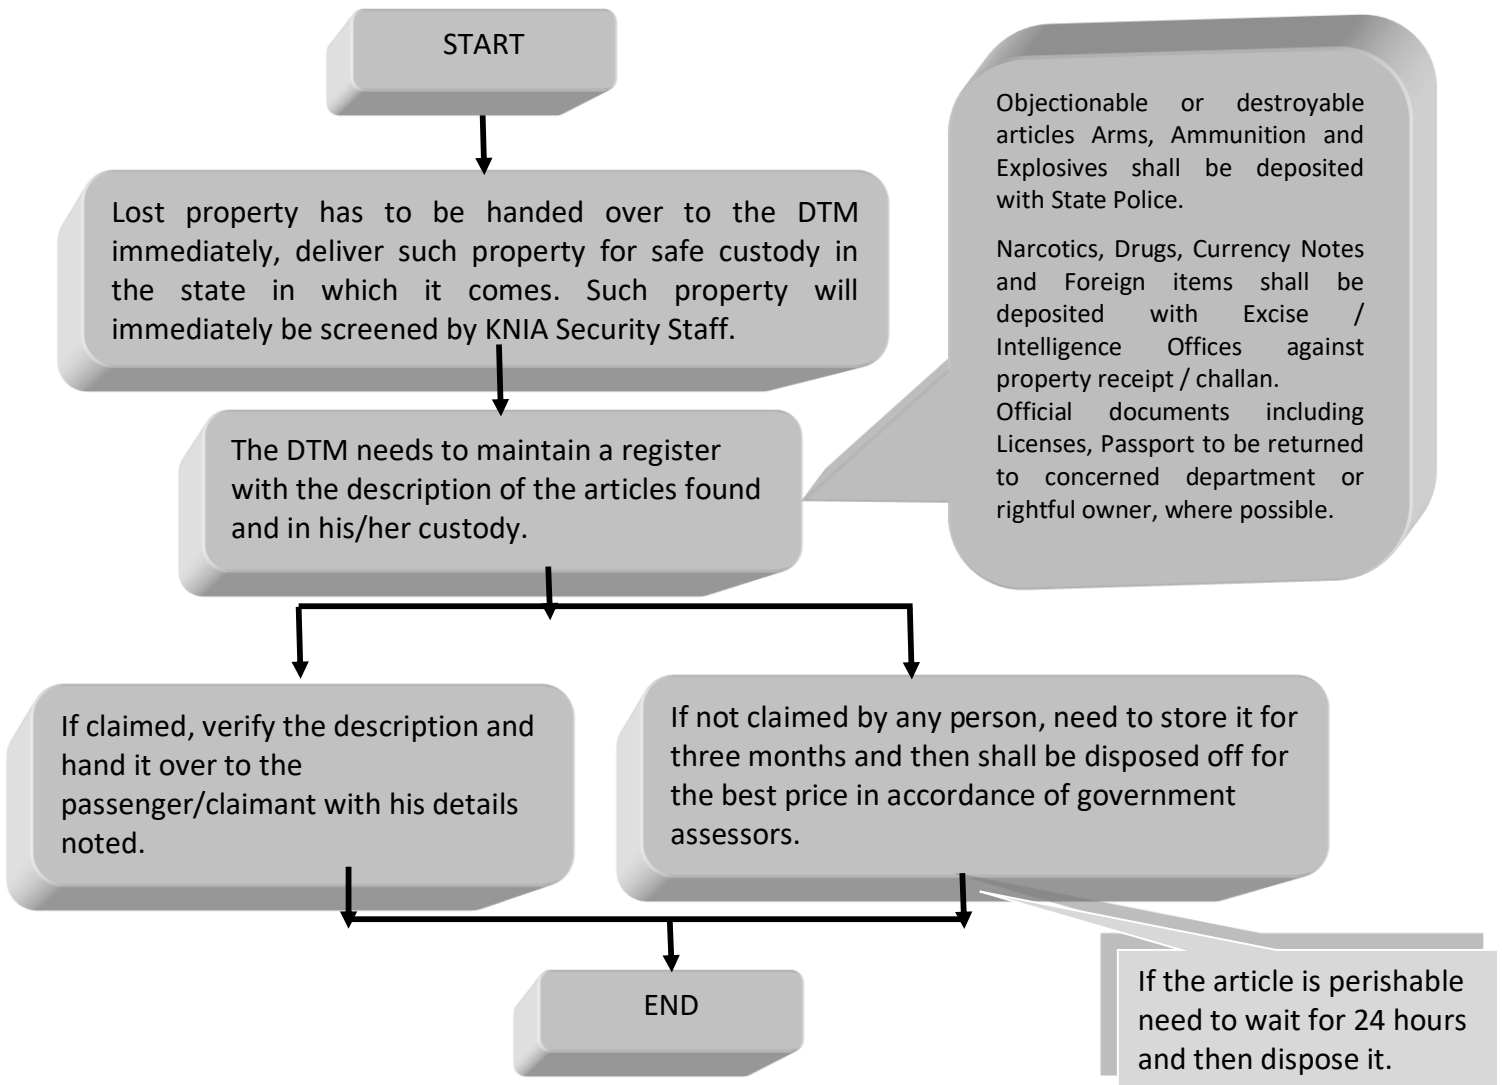 START
Objectionable or destroyable
articles Arms, Ammunition and
Explosives shall be deposited
with State Police.
Narcotics, Drugs, Currency Notes
and Foreign items shall be
deposited with Excise /
Intelligence Offices against
property receipt / challan.
Official documents including
Licenses, Passport to be returned
to concerned department or
rightful owner, where possible.
Lost property has to be handed over to the DTM
immediately, deliver such property for safe custody in
the state in which it comes. Such property will
immediately be screened by KNIA Security Staff.
The DTM needs to maintain a register
with the description of the articles found
and in his/her custody.
If claimed, verify the description and
hand it over to the
passenger/claimant with his details
noted.
If not claimed by any person, need to store it for
three months and then shall be disposed off for
the best price in accordance of government
assessors.
If the article is perishable
need to wait for 24 hours
and then dispose it.
END